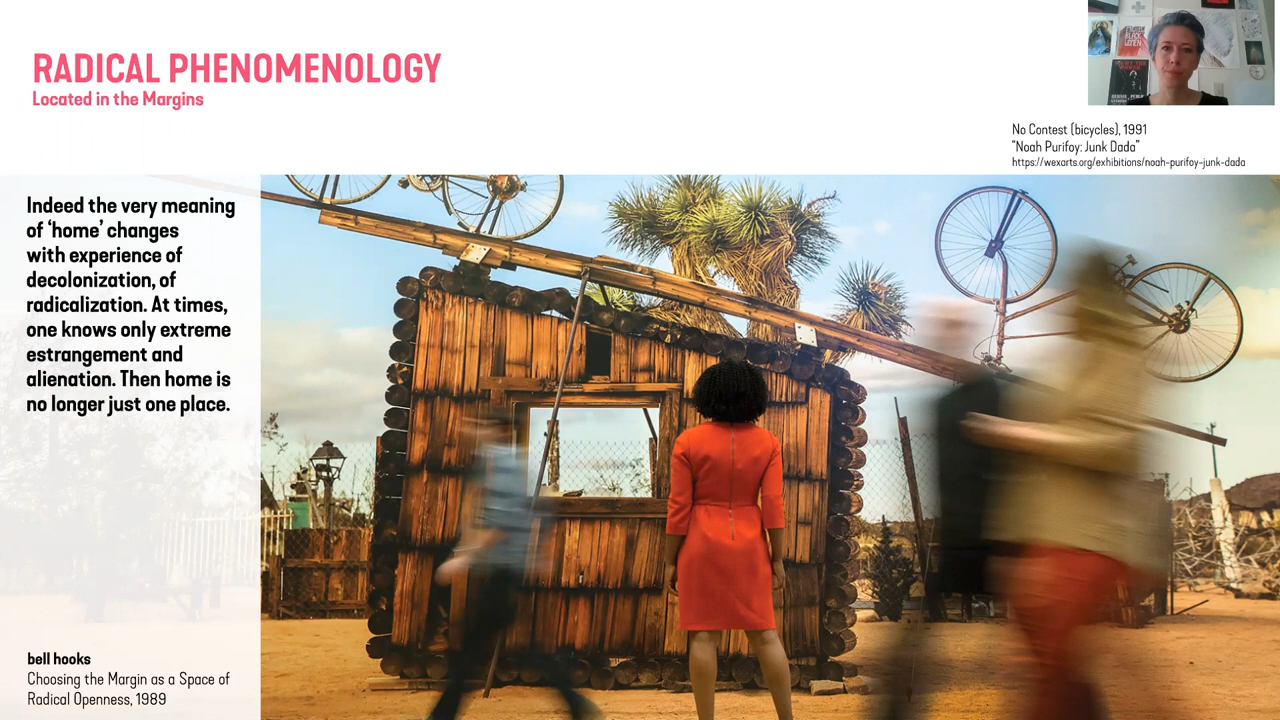 RADICAL PHENOMENOLOGY
Located in the Margins
BLACK
WOMEN
No Contest (bicycles), 1991
“Noah Purifoy: Junk Dada”
https://wexarts.org/exhibitions/noah-purifoy-junk-dada
Indeed the very meaning
of ‘home’ changes
with experience of
decolonization, of
radicalization. At times,
one knows only extreme
estrangement and
alienation. Then home is
no longer just one place.
bell hooks
Choosing the Margin as a Space of
Radical Openness, 1989